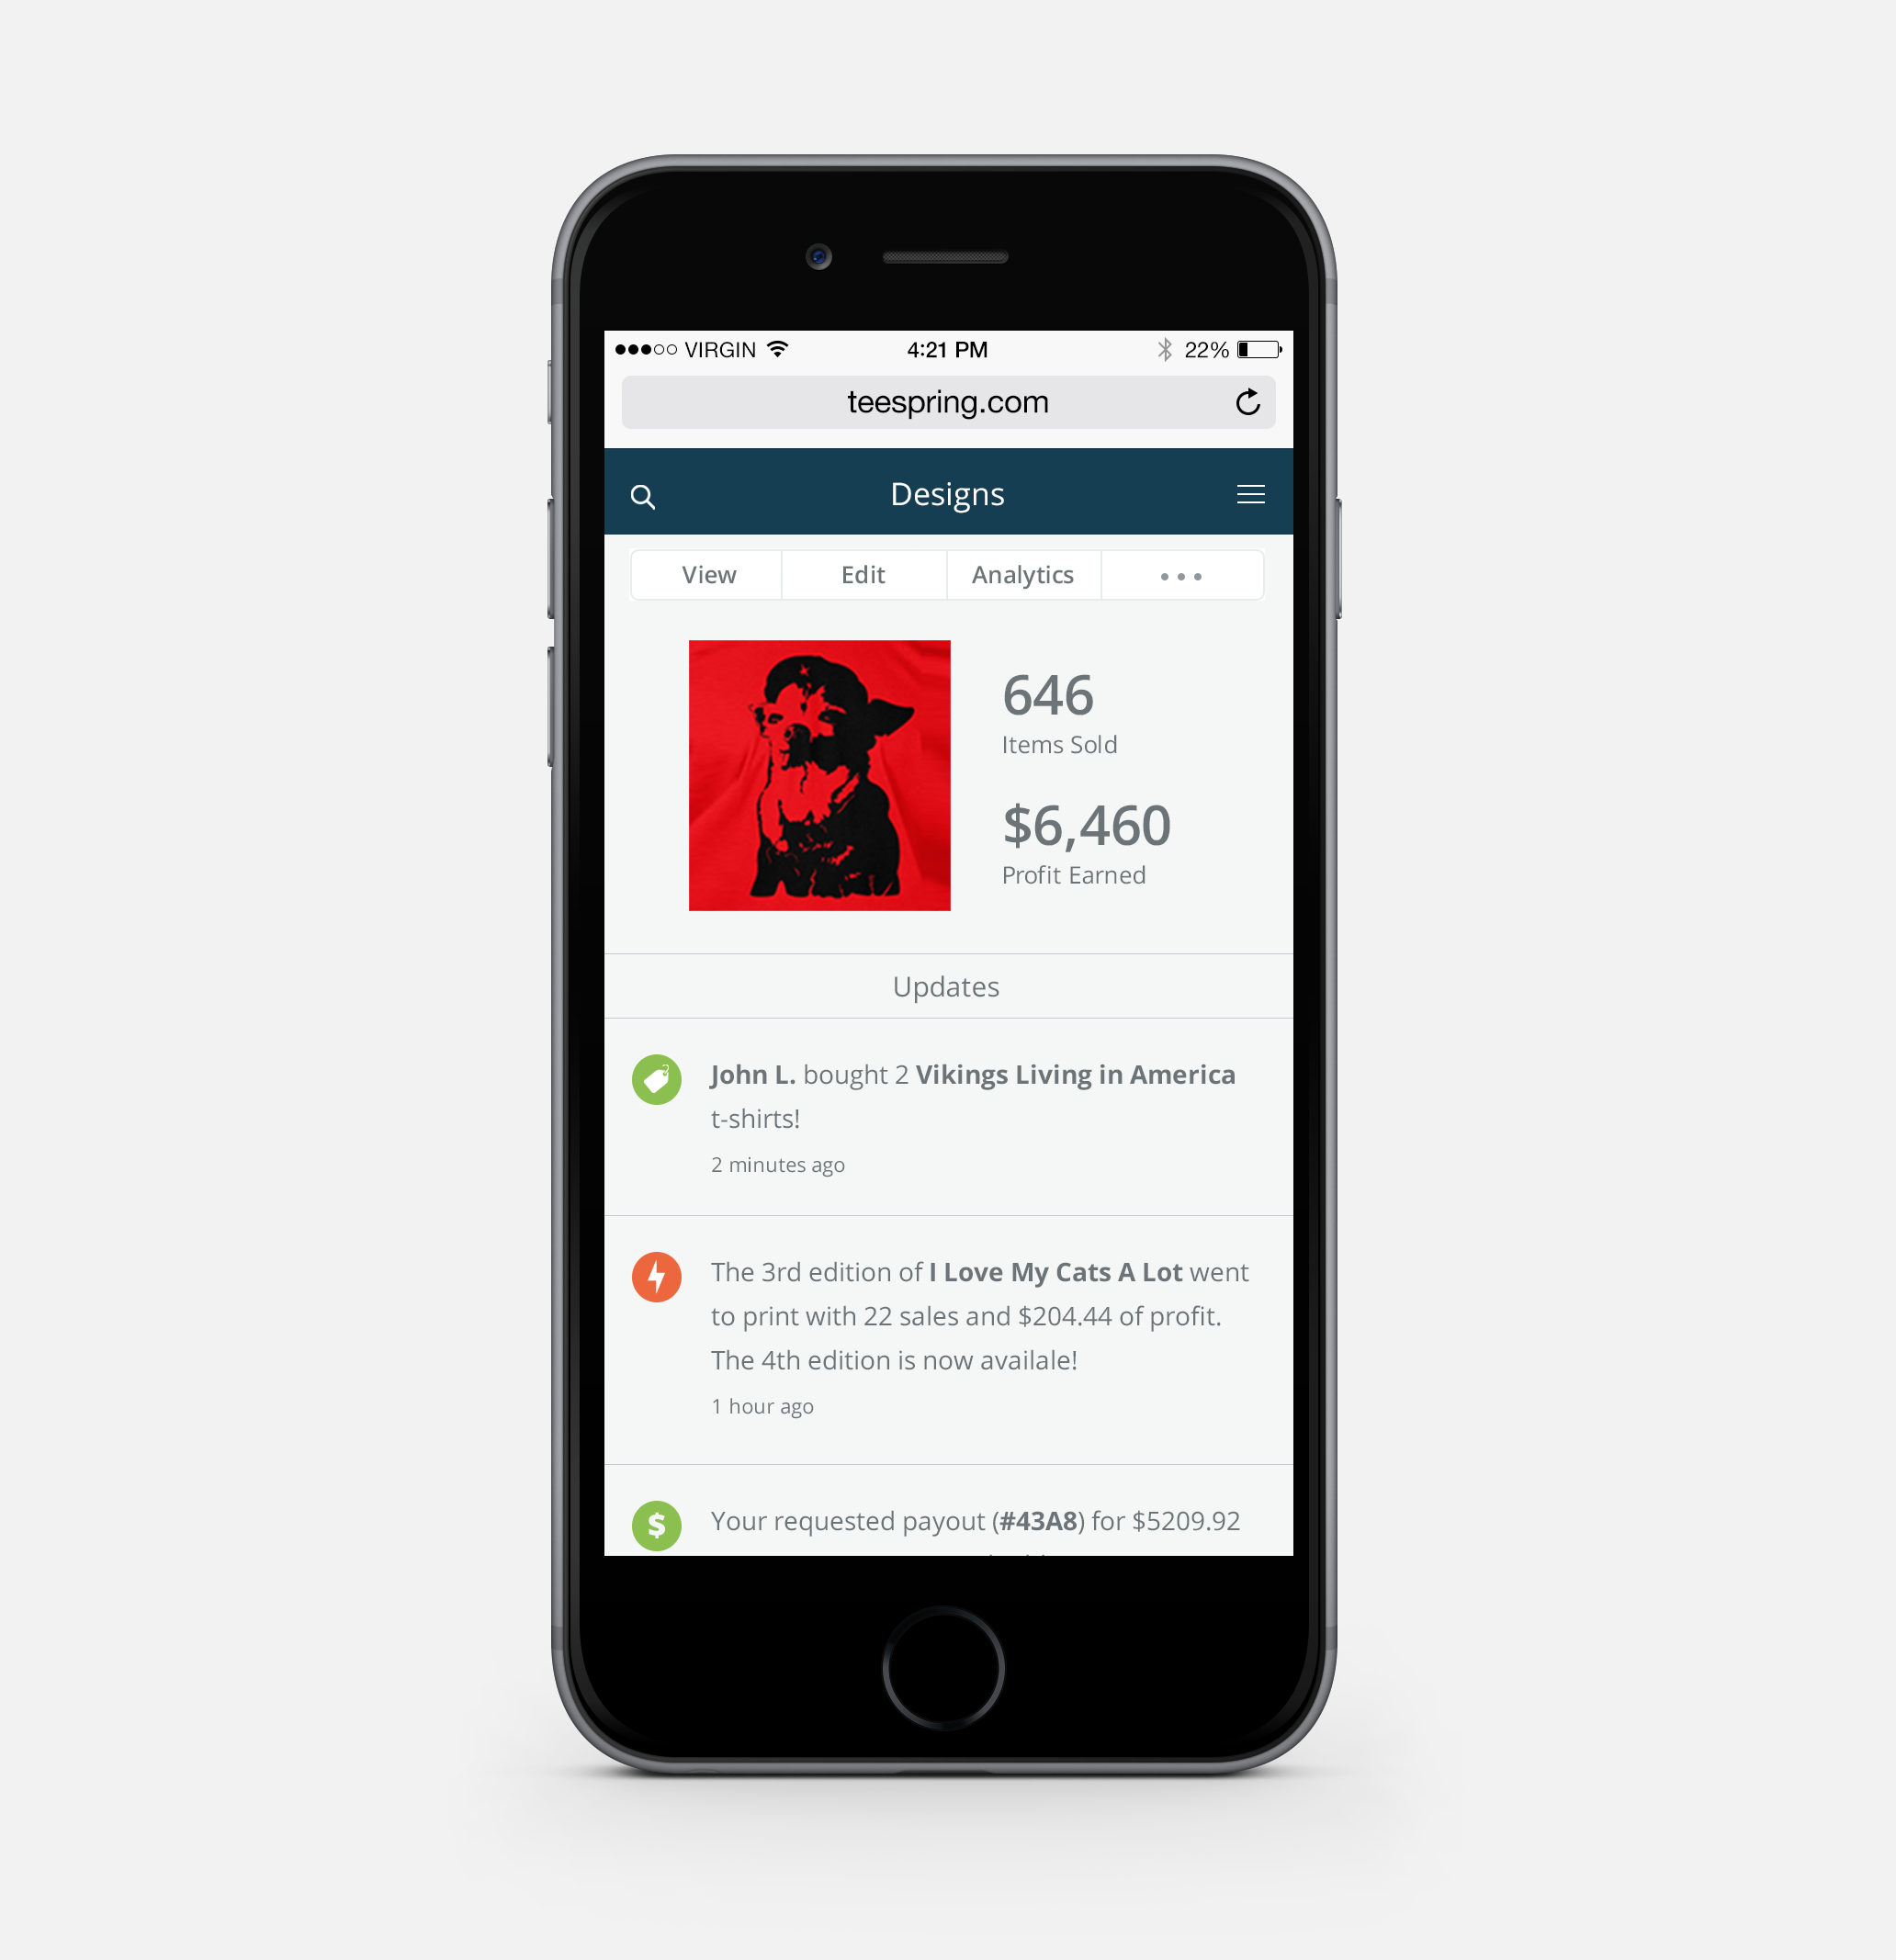 VIRGIN 4:21 PM 22%
teespring.com
Designs
View Edit Analytics
646
Items Sold
$6,460
Profit Earned
Updates
John L. bought 2 Vikings Living in America
t-shirts!
2 minutes ago
The 3rd edition of I Love My Cats A Lot went
to print with 22 sales and $204.44 of profit.
The 4th edition is now availale!
1 hour ago
$
Your requested payout (#43A8) for $5209.92